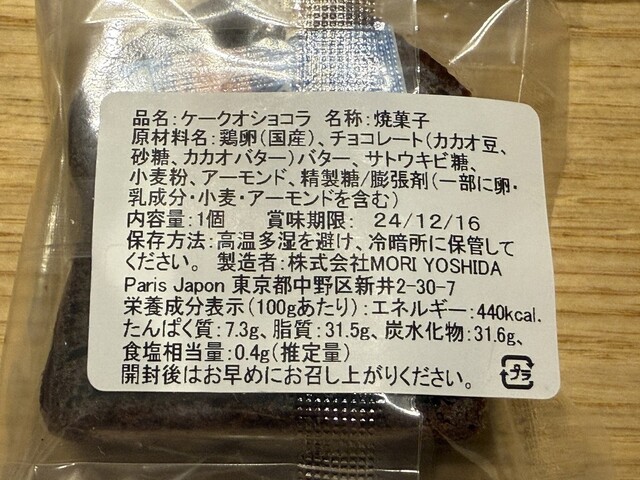 品名:ケークオショコラ 名称:焼菓子
原材料名:鶏卵(国産)、チョコレート(カカオ豆、
砂糖、カカオバター)バター、サトウキビ糖、
小麦粉、アーモンド、精製糖/膨張剤(一部に卵・
乳成分・小麦・アーモンドを含む)
内容量:1個 賞味期限: 24/12/16
保存方法:高温多湿を避け、冷暗所に保管して
ください。 製造者:株式会社MORI YOSHIDA
Paris Japon 東京都中野区新井2-30-7
栄養成分表示(100gあたり):エネルギー:440kcal.
たんぱく質:7.3g、脂質:31.5g、炭水化物:31.6g、
食塩相当量:0.4g(推定量)
開封後はお早めにお召し上がりください。
プラ